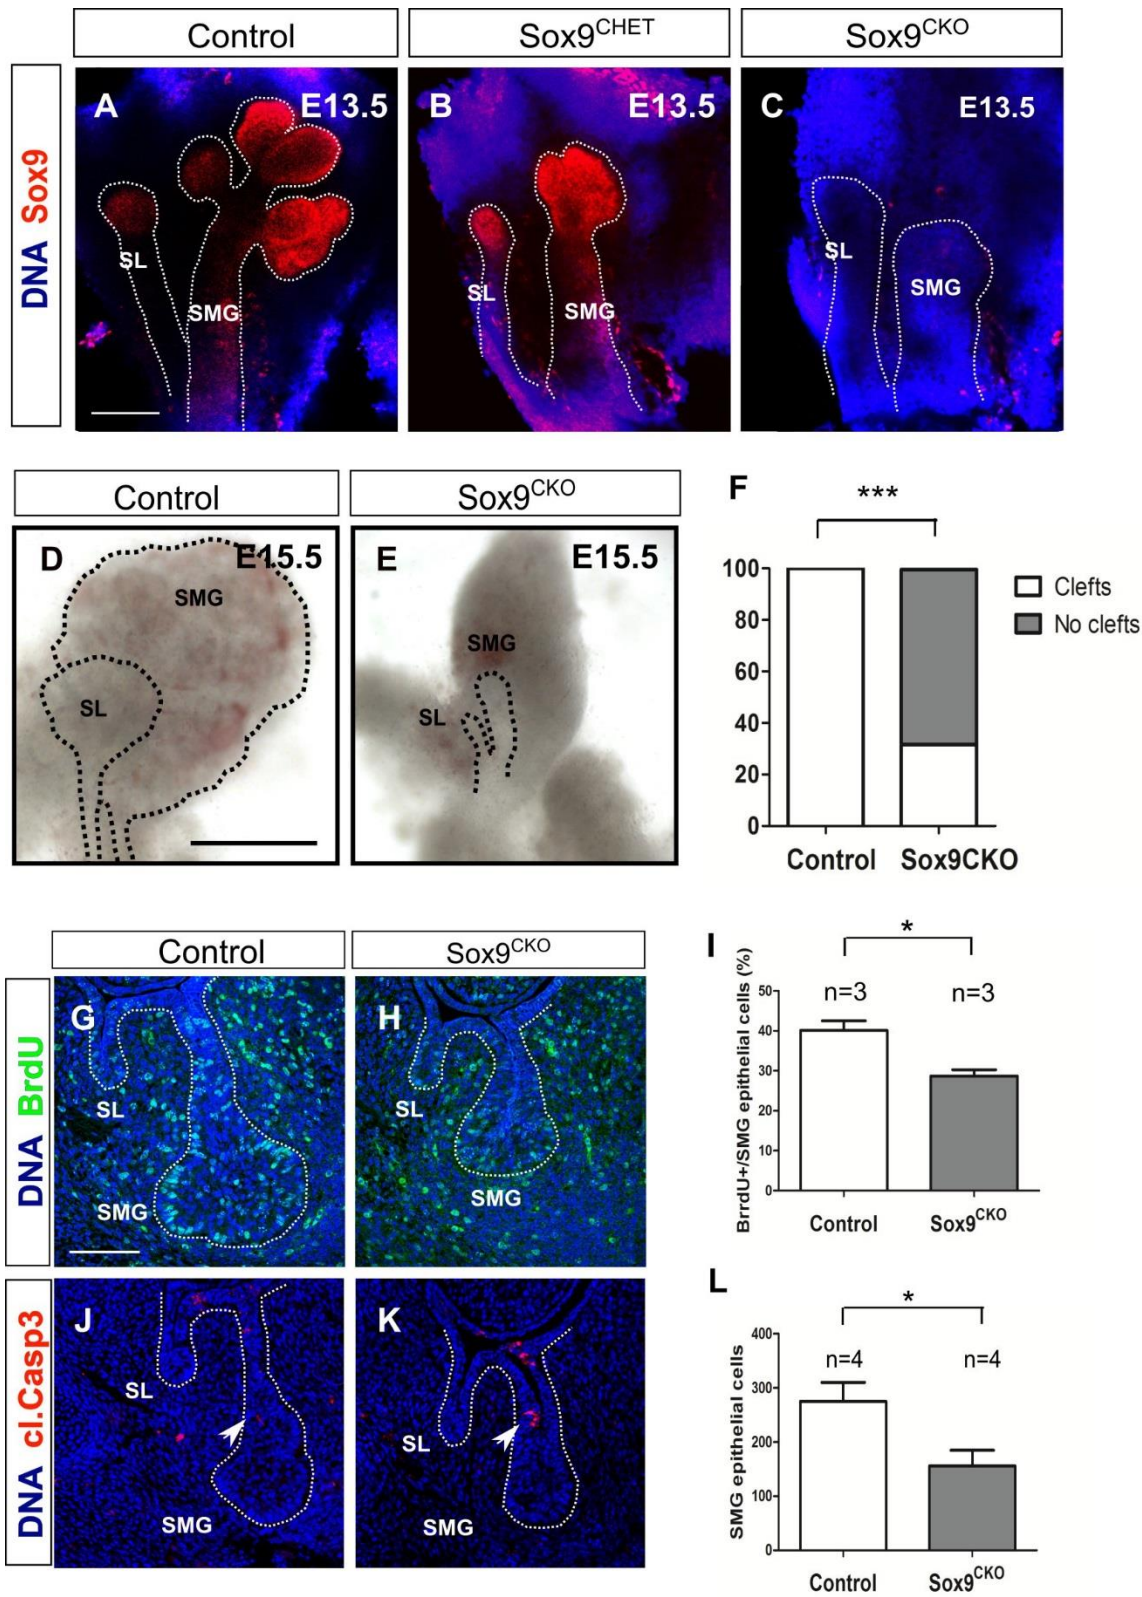 Control
Sox9CHET
Sox9CKO
DNA Sox9
A
E13.5
SL
SMG
B
E13.5
SL
SMG
C
E13.5
SL
SMG
Control
Sox9CKO
D
E15.5
SMG
SL
E
E15.5
SMG
SL
F
***
100
80
60
40
20
0
Control
Sox9CKO
Clefts
No clefts
Control
Sox9CKO
DNA BrdU
G
SL
SMG
H
SL
SMG
I
*
BrrdU+/SMG epithelial cells (%)
50
40
30
20
10
0
n=3
n=3
Control
Sox9CKO
DNA cl.Casp3
J
SL
SMG
K
SL
SMG
L
*
SMG epithelial cells
400
300
200
100
0
n=4
n=4
Control
Sox9CKO